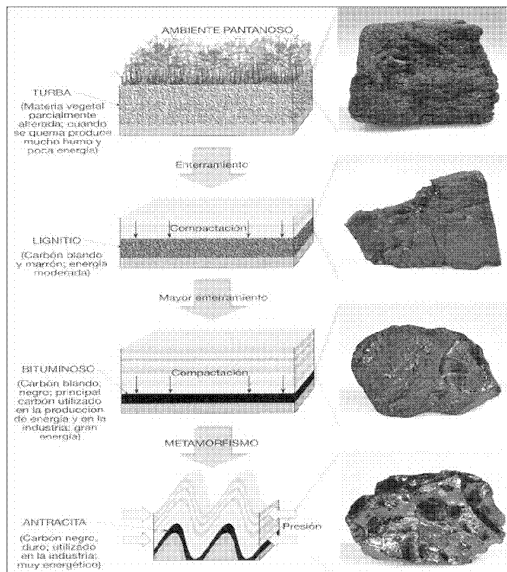 AMBIENTE PANTANOSO
TURBA
(Materia vegetal
parcialmente
alterada; cuando
se quema produce
mucho humo y
poca energía)
Enterramiento
Compactación
LIGNITIO
(Carbón blando
y marrón; energía
moderada)
Mayor enterramiento
Compactación
BITUMINOSO
(Carbón blando,
negro; principal
carbón utilizado
en la producción
de energía y en la
industria: gran
energía)
METAMORFISMO
ANTRACITA
(Carbón negro,
duro; utilizado
en la industria:
muy energético)
Presión